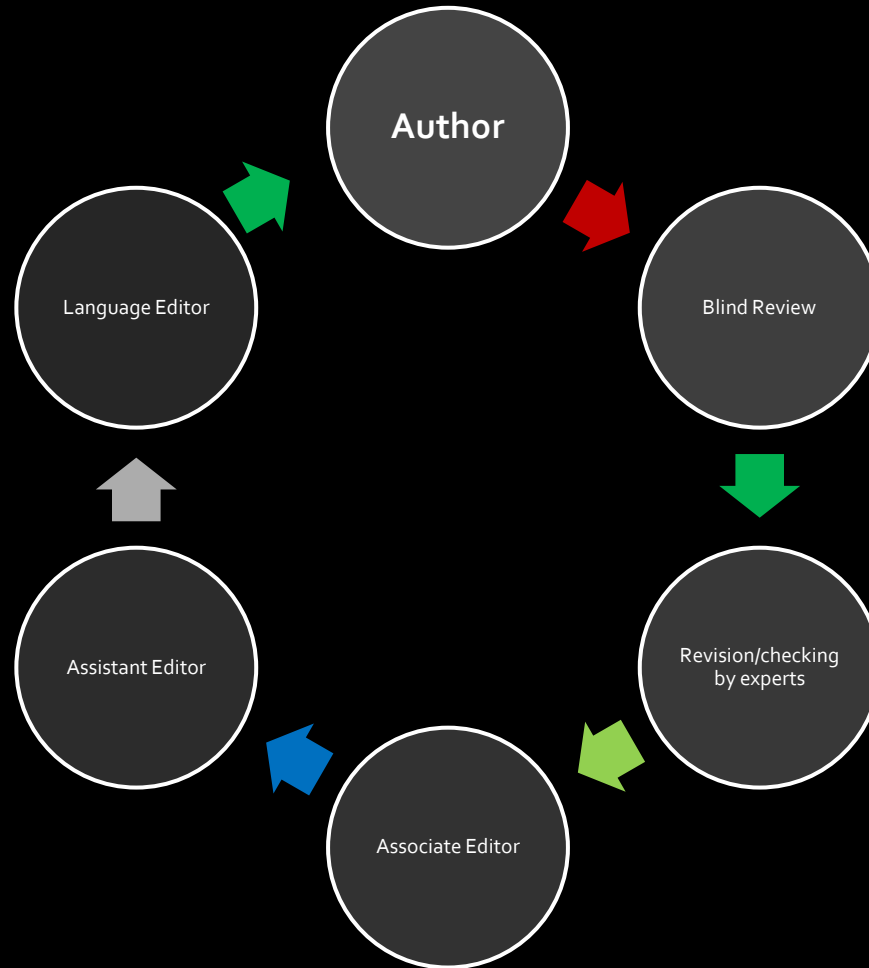 Author
Language Editor
Blind Review
Assistant Editor
Revision/checking
by experts
Associate Editor